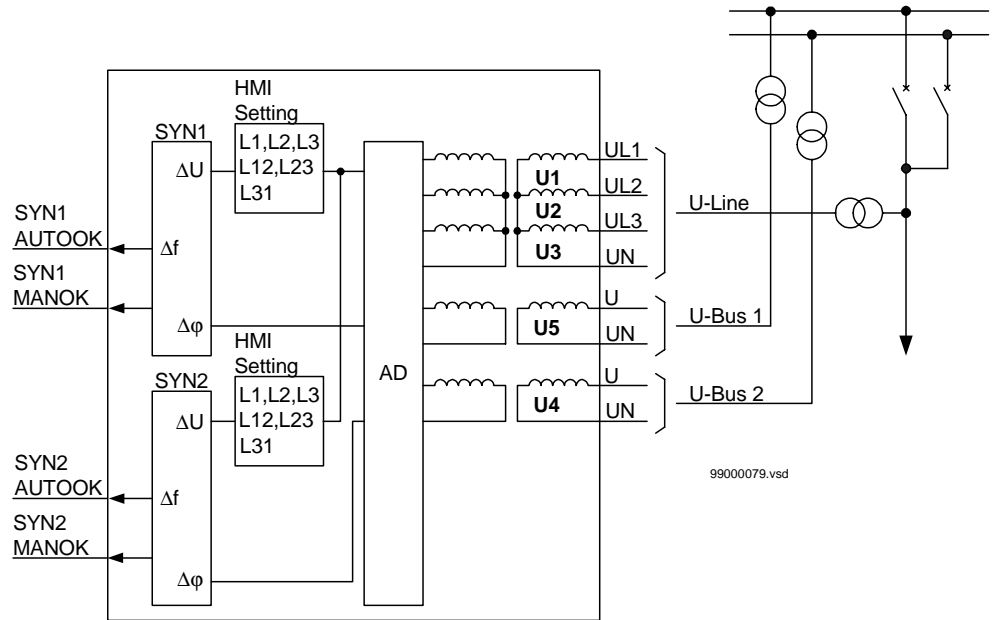 HMI
Setting
SYN1
L1,L2,L3
L12,L23
L31
ΔU
Δf
Δφ
SYN1
AUTOOK
SYN1
MANOK
HMI
Setting
SYN2
L1,L2,L3
L12,L23
L31
ΔU
Δf
Δφ
SYN2
AUTOOK
SYN2
MANOK
AD
U1
U2
U3
U5
U4
UL1
UL2
UL3
UN
U
UN
U
UN
U-Line
U-Bus 1
U-Bus 2
99000079.vsd